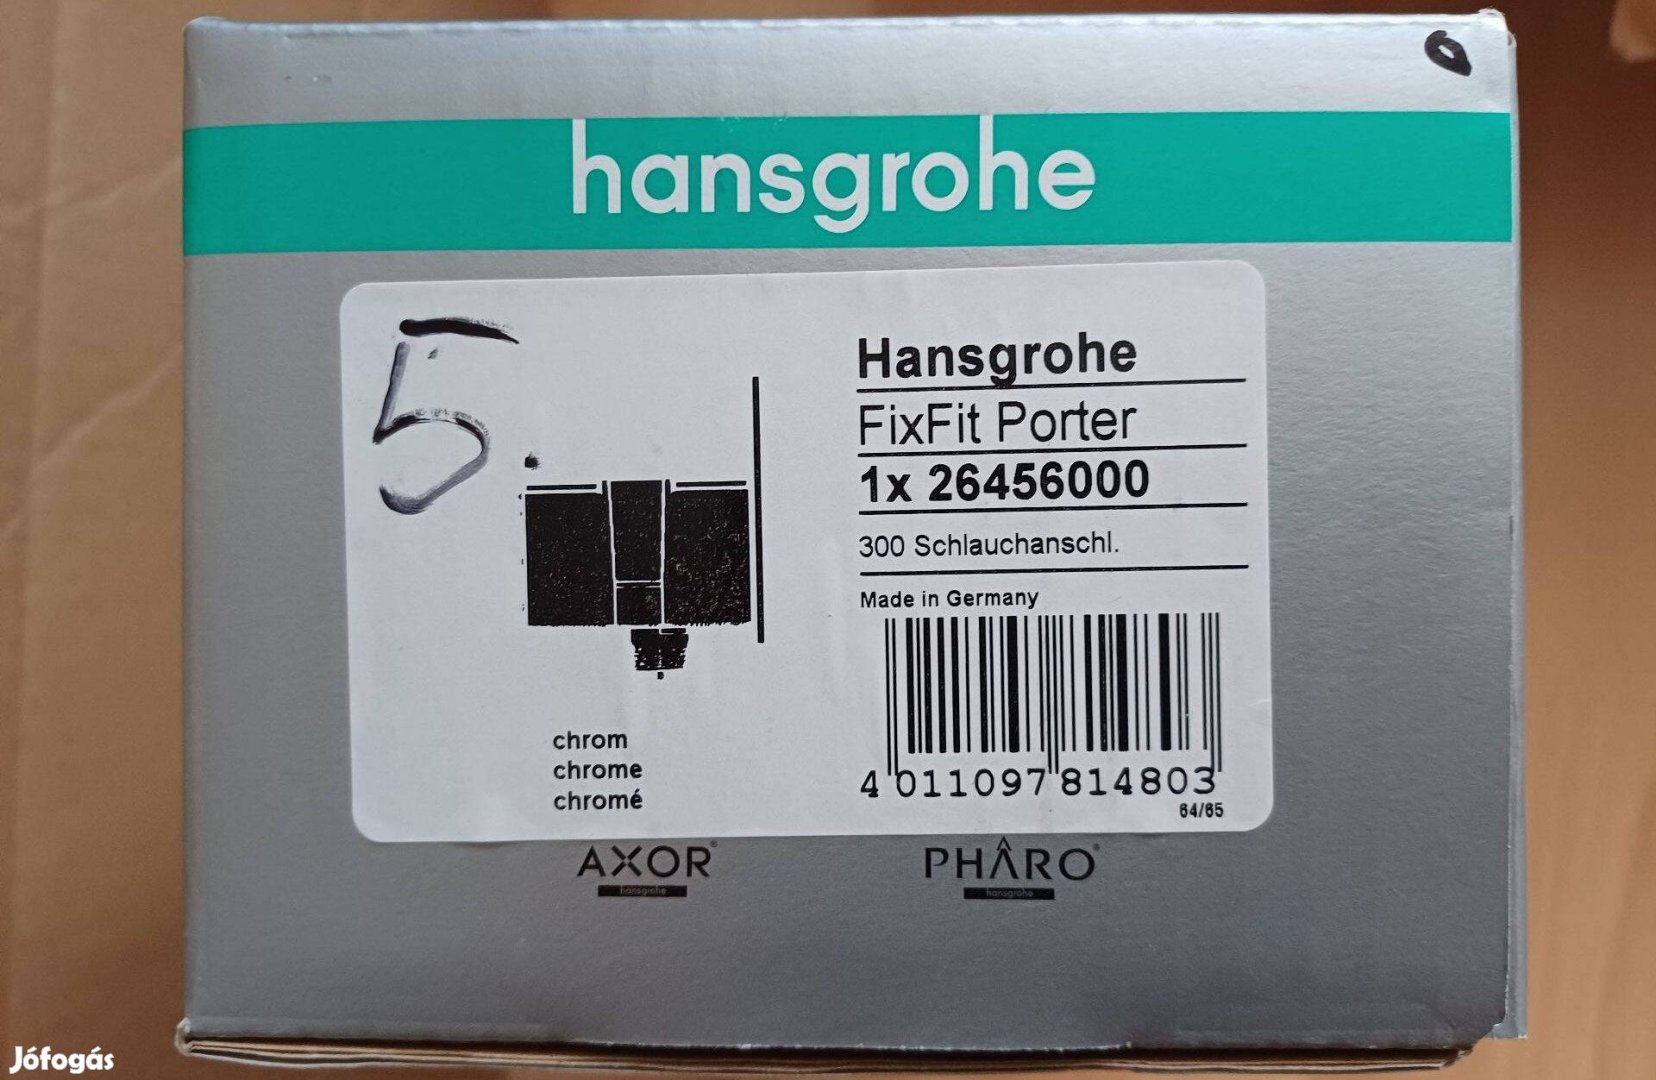 hansgrohe
5.
Hansgrohe
FixFit Porter
1x 26456000
300 Schlauchanschl.
Made in Germany
4 011097 814803
64/65
chrom
chrome
chromé
AXOR®
hansgrohe
PHÂRO®
hansgrohe
Jófogás